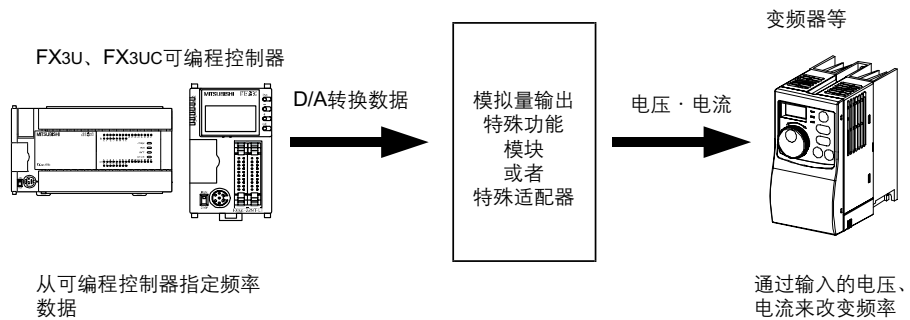 变频器等
FX3U、FX3UC可编程控制器
D/A转换数据
模拟量输出
特殊功能
模块
或者
特殊适配器
电压·电流
MITSUBISHI
MITSUBISHI
从可编程控制器指定频率
数据
通过输入的电压、
电流来改变频率